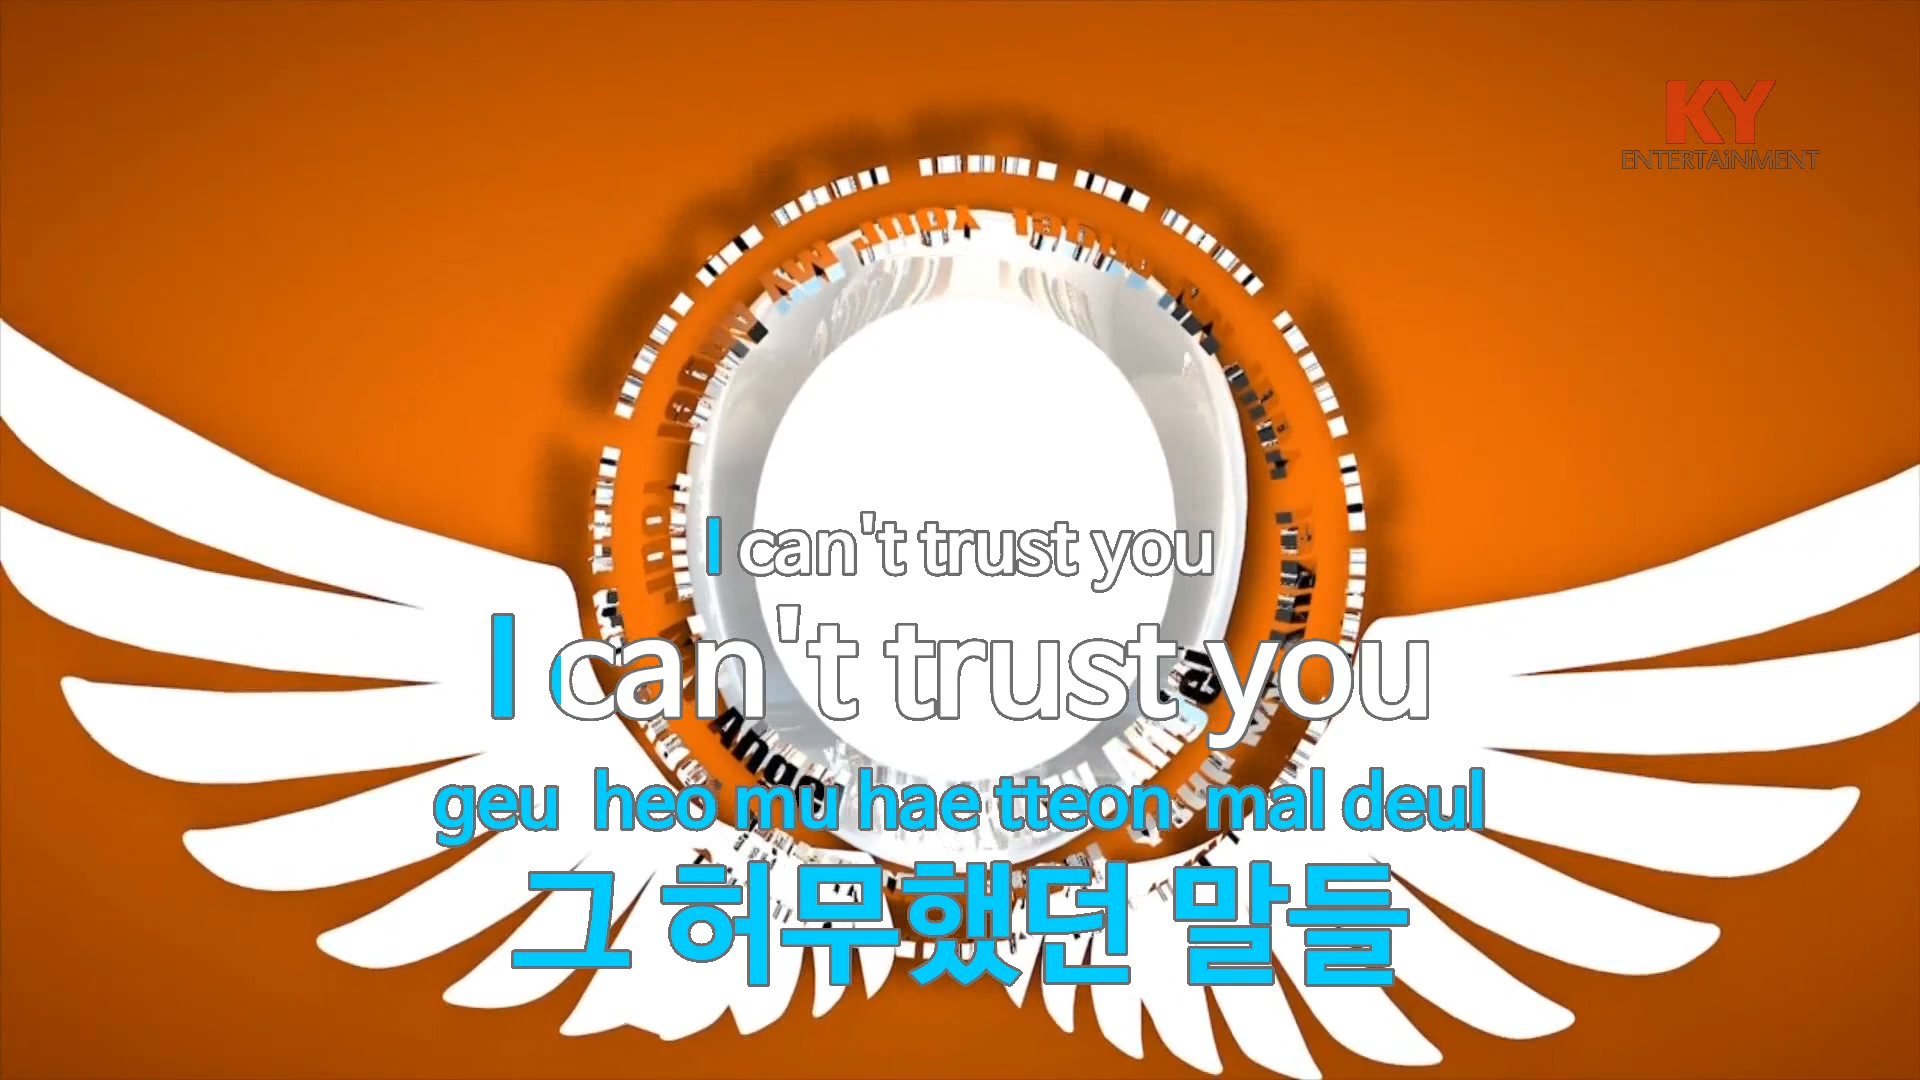 KY
ENTERTAiNMENT
I can't trust you
I can't trust you
geu heo mu hae tteon mal deul
그 허무했던 말들